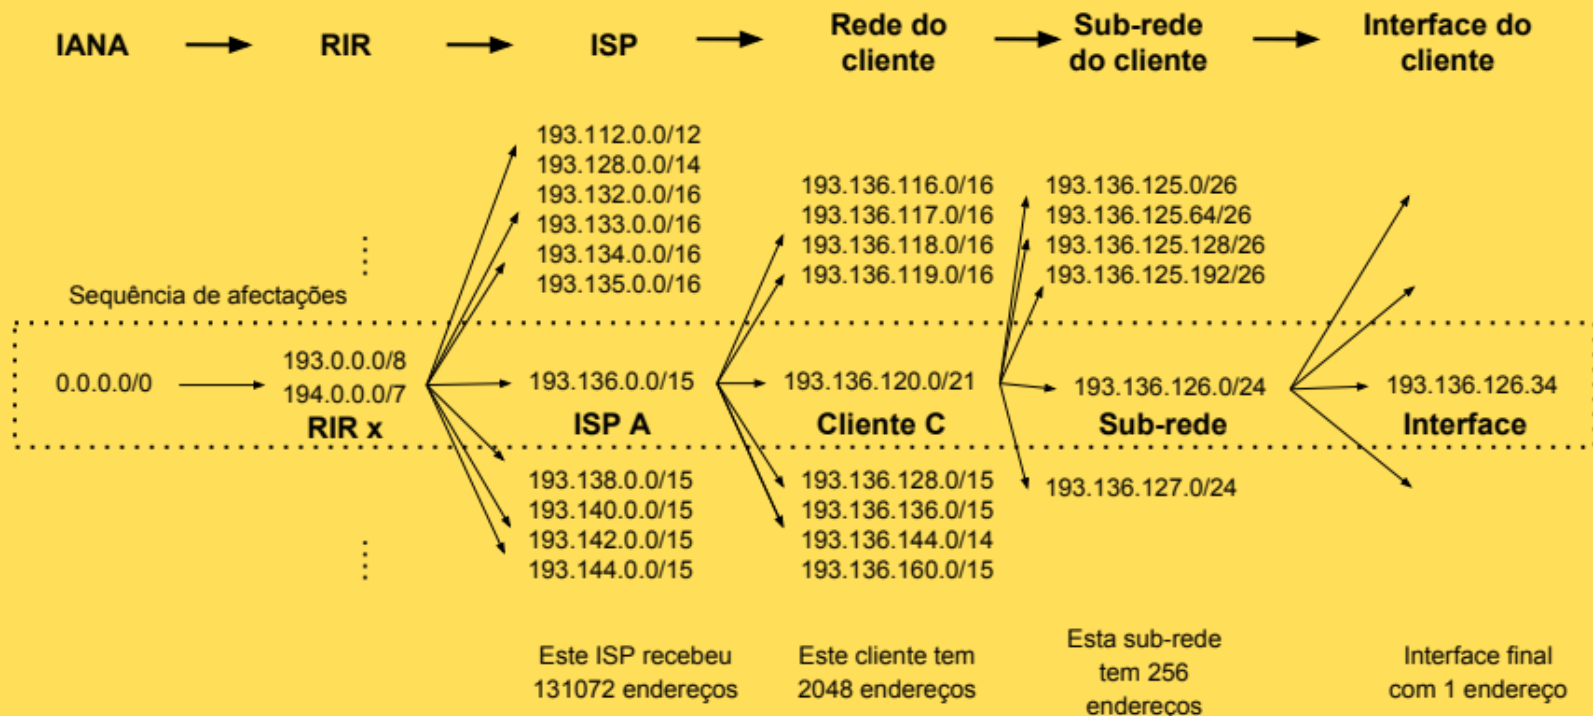 IANA
RIR
ISP
Rede do
cliente
Sub-rede
do cliente
Interface do
cliente
193.112.0.0/12
193.128.0.0/14
193.132.0.0/16
193.133.0.0/16
193.134.0.0/16
193.135.0.0/16
193.136.116.0/16
193.136.117.0/16
193.136.118.0/16
193.136.119.0/16
193.136.125.0/26
193.136.125.64/26
193.136.125.128/26
193.136.125.192/26
Sequência de afectações
0.0.0.0/0
193.0.0.0/8
194.0.0.0/7
RIR x
193.136.0.0/15
ISP A
193.136.120.0/21
Cliente C
193.136.126.0/24
Sub-rede
193.136.126.34
Interface
193.138.0.0/15
193.140.0.0/15
193.142.0.0/15
193.144.0.0/15
193.136.128.0/15
193.136.136.0/15
193.136.144.0/14
193.136.160.0/15
193.136.127.0/24
Este ISP recebeu
131072 endereços
Este cliente tem
2048 endereços
Esta sub-rede
tem 256
endereços
Interface final
com 1 endereço